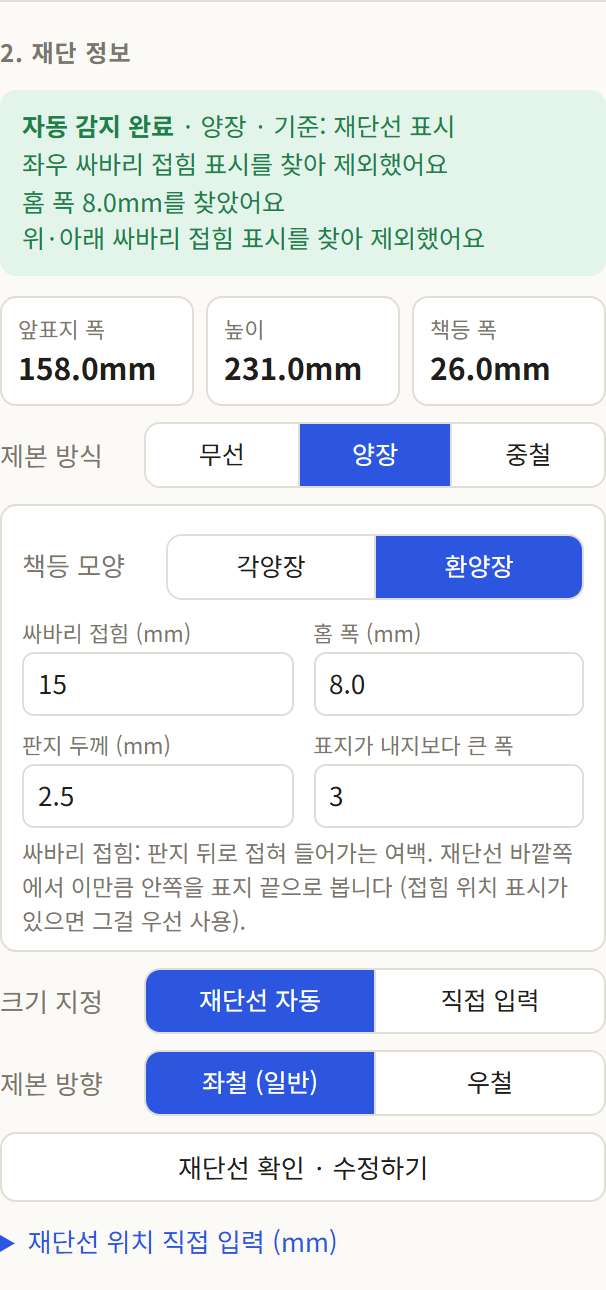 2. 재단 정보
자동 감지 완료 · 양장 · 기준: 재단선 표시
좌우 싸바리 접힘 표시를 찾아 제외했어요
홈 폭 8.0mm를 찾았어요
위·아래 싸바리 접힘 표시를 찾아 제외했어요
앞표지 폭 높이 책등 폭
158.0mm 231.0mm 26.0mm
제본 방식 무선 양장 중철
책등 모양 각양장 환양장
싸바리 접힘 (mm) 홈 폭 (mm)
15 8.0
판지 두께 (mm) 표지가 내지보다 큰 폭
2.5 3
싸바리 접힘: 판지 뒤로 접혀 들어가는 여백. 재단선 바깥쪽
에서 이만큼 안쪽을 표지 끝으로 봅니다 (접힘 위치 표시가
있으면 그걸 우선 사용).
크기 지정 재단선 자동 직접 입력
제본 방향 좌철 (일반) 우철
재단선 확인 · 수정하기
▶ 재단선 위치 직접 입력 (mm)